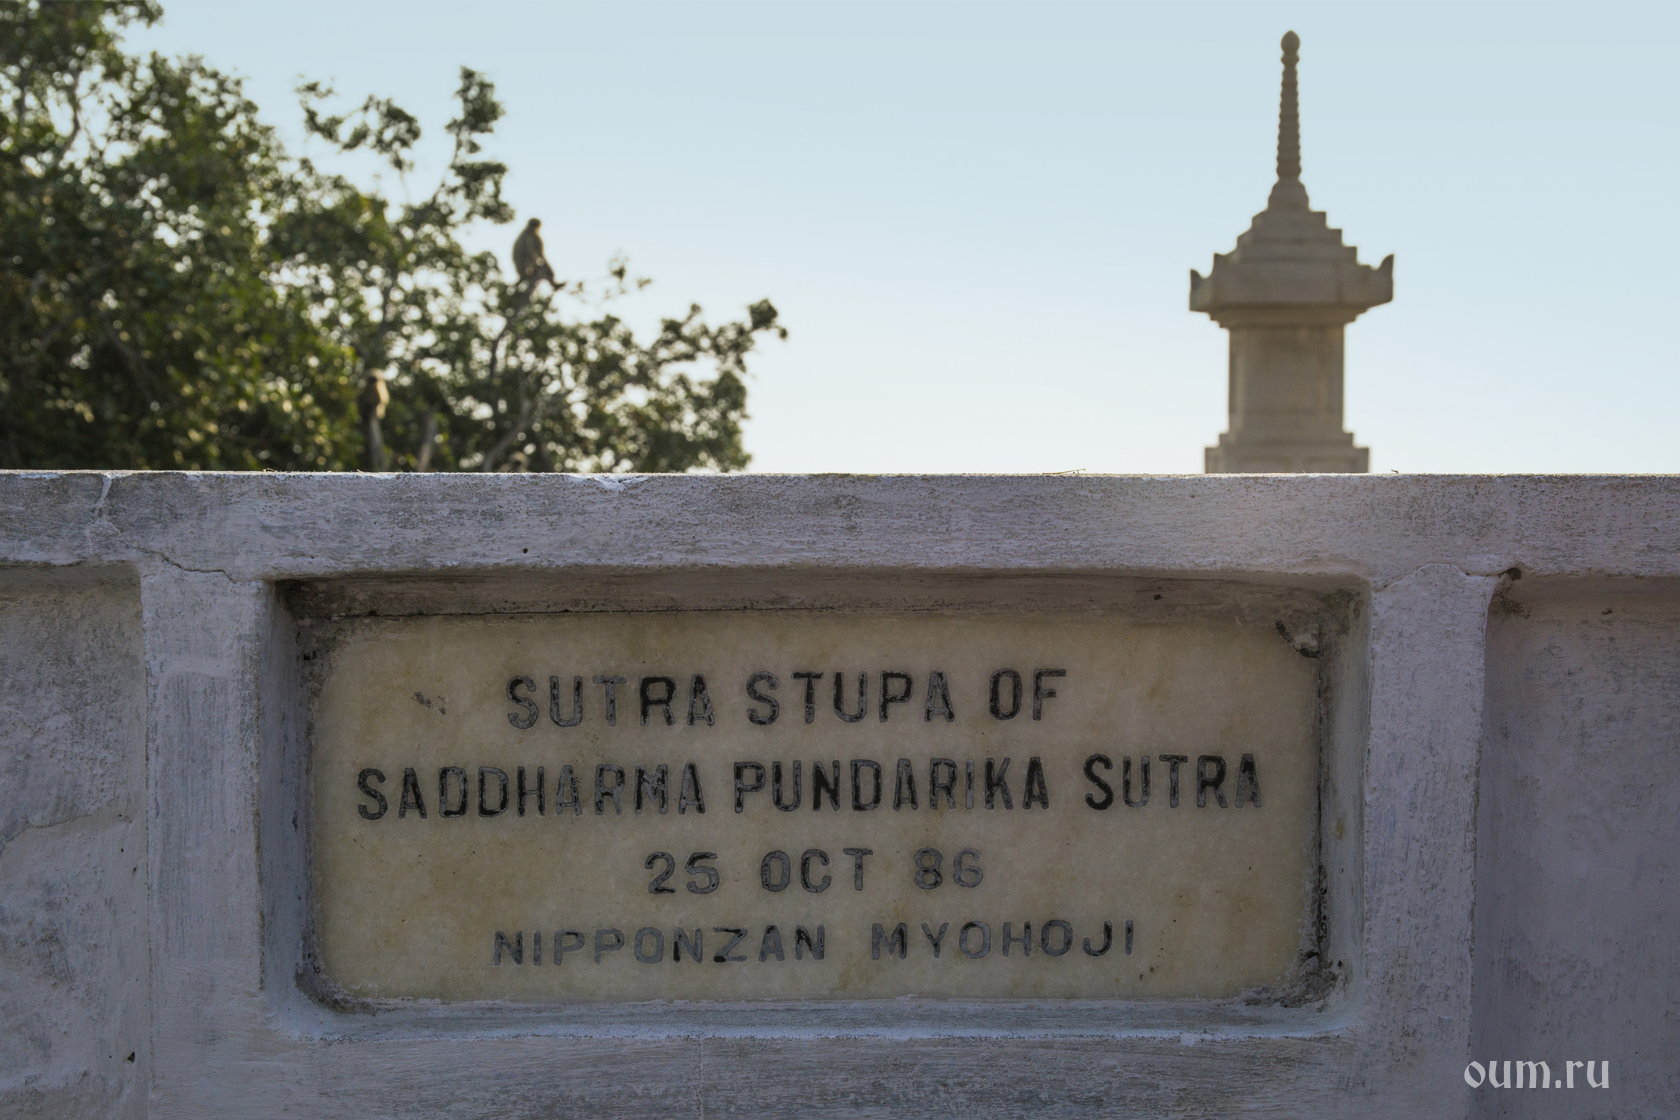 SUTRA STUPA OF
SADDHARMA PUNDARIKA SUTRA
25 OCT 86
NIPPONZAN MYOHOJI
oum.ru